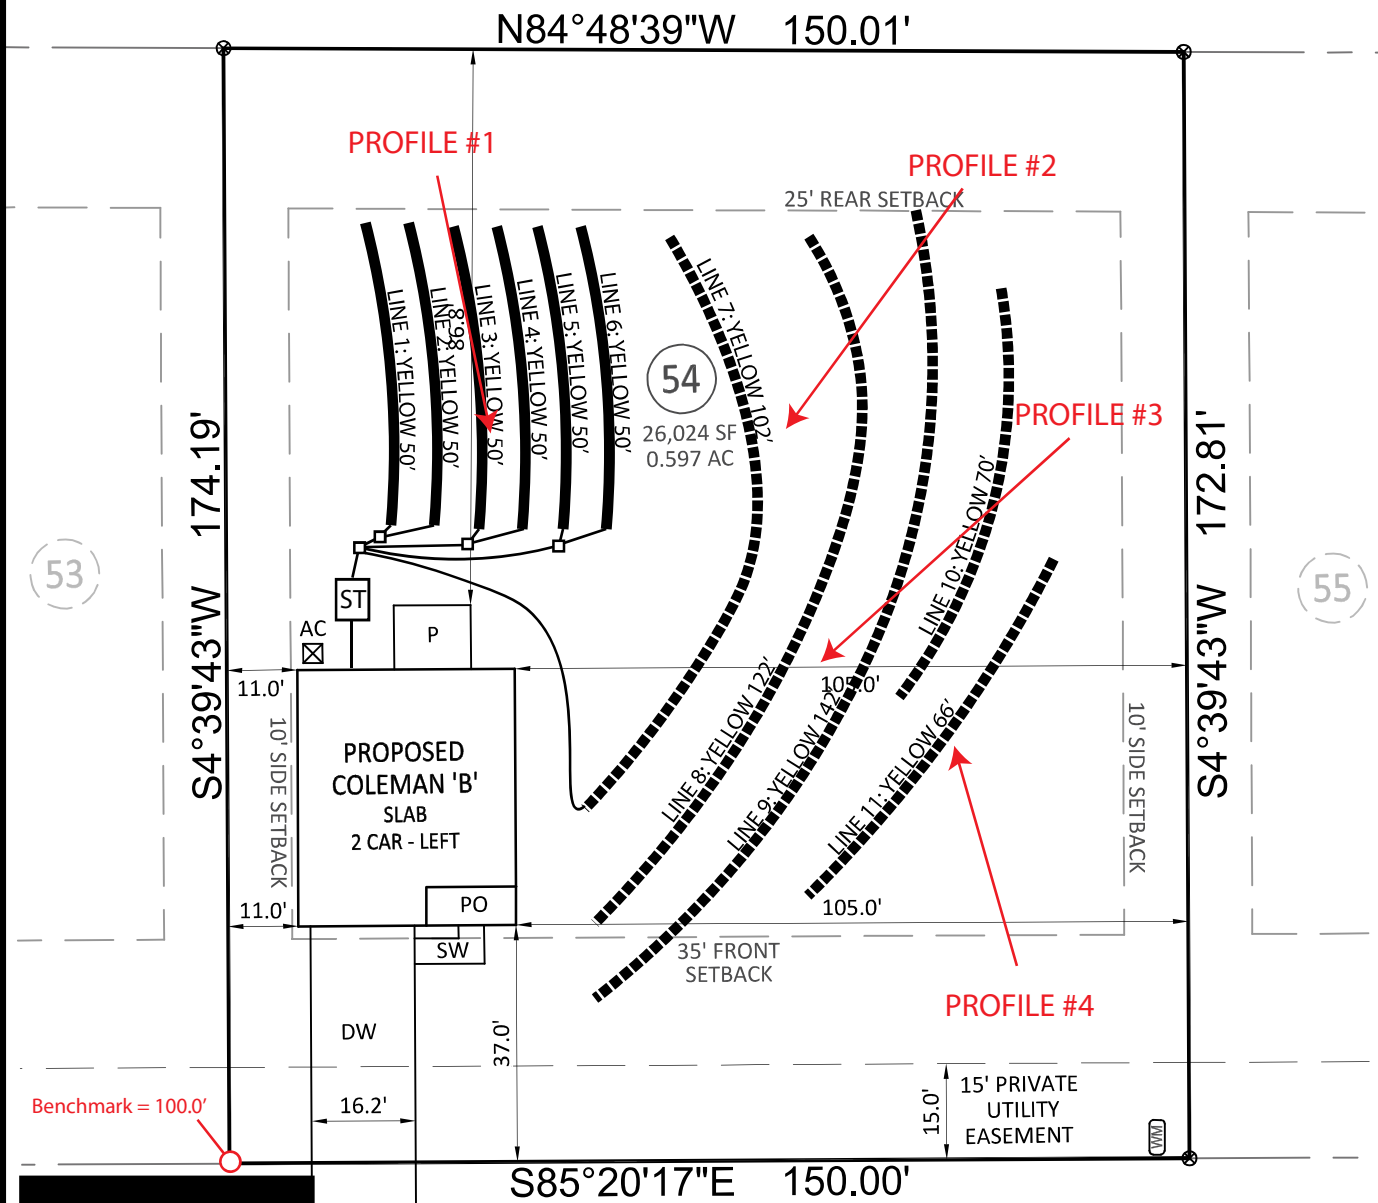 N84°48'39"W 150.01'
PROFILE #1
PROFILE #2
25' REAR SETBACK
LINE 1: YELLOW 50'
LINE 2: YELLOW 50'
86.8
LINE 3: YELLOW 50'
LINE 4: YELLOW 50'
LINE 5: YELLOW 50'
LINE 6: YELLOW 50'
LINE 7: YELLOW 102'
54
26,024 SF
0.597 AC
PROFILE #3
S4°39'43"W 174.19'
S4°39'43"W 172.81'
53
55
LINE 10: YELLOW 70'
ST
AC
P
11.0'
105.0'
10' SIDE SETBACK
PROPOSED
COLEMAN 'B'
SLAB
2 CAR - LEFT
LINE 8: YELLOW 122'
LINE 9: YELLOW 142'
LINE 11: YELLOW 66'
10' SIDE SETBACK
PO
11.0'
105.0'
SW
35' FRONT
SETBACK
PROFILE #4
DW
37.0'
Benchmark = 100.0'
16.2'
15.0'
15' PRIVATE
UTILITY
EASEMENT
WM
S85°20'17"E 150.00'